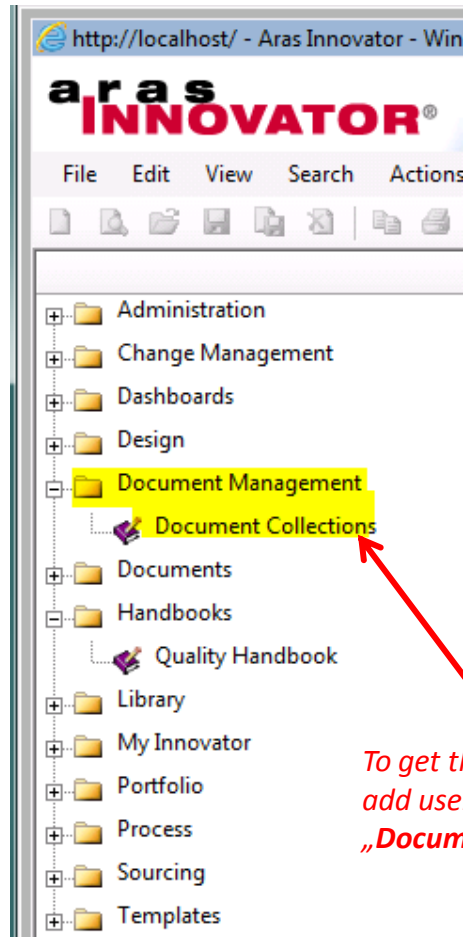 http://localhost/ - Aras Innovator - Win
aras
INNOVATOR®
File Edit View Search Actions
Administration
Change Management
Dashboards
Design
Document Management
Document Collections
Documents
Handbooks
Quality Handbook
Library
My Innovator
Portfolio
To get th
add use
Process
„Docum
Sourcing
Templates